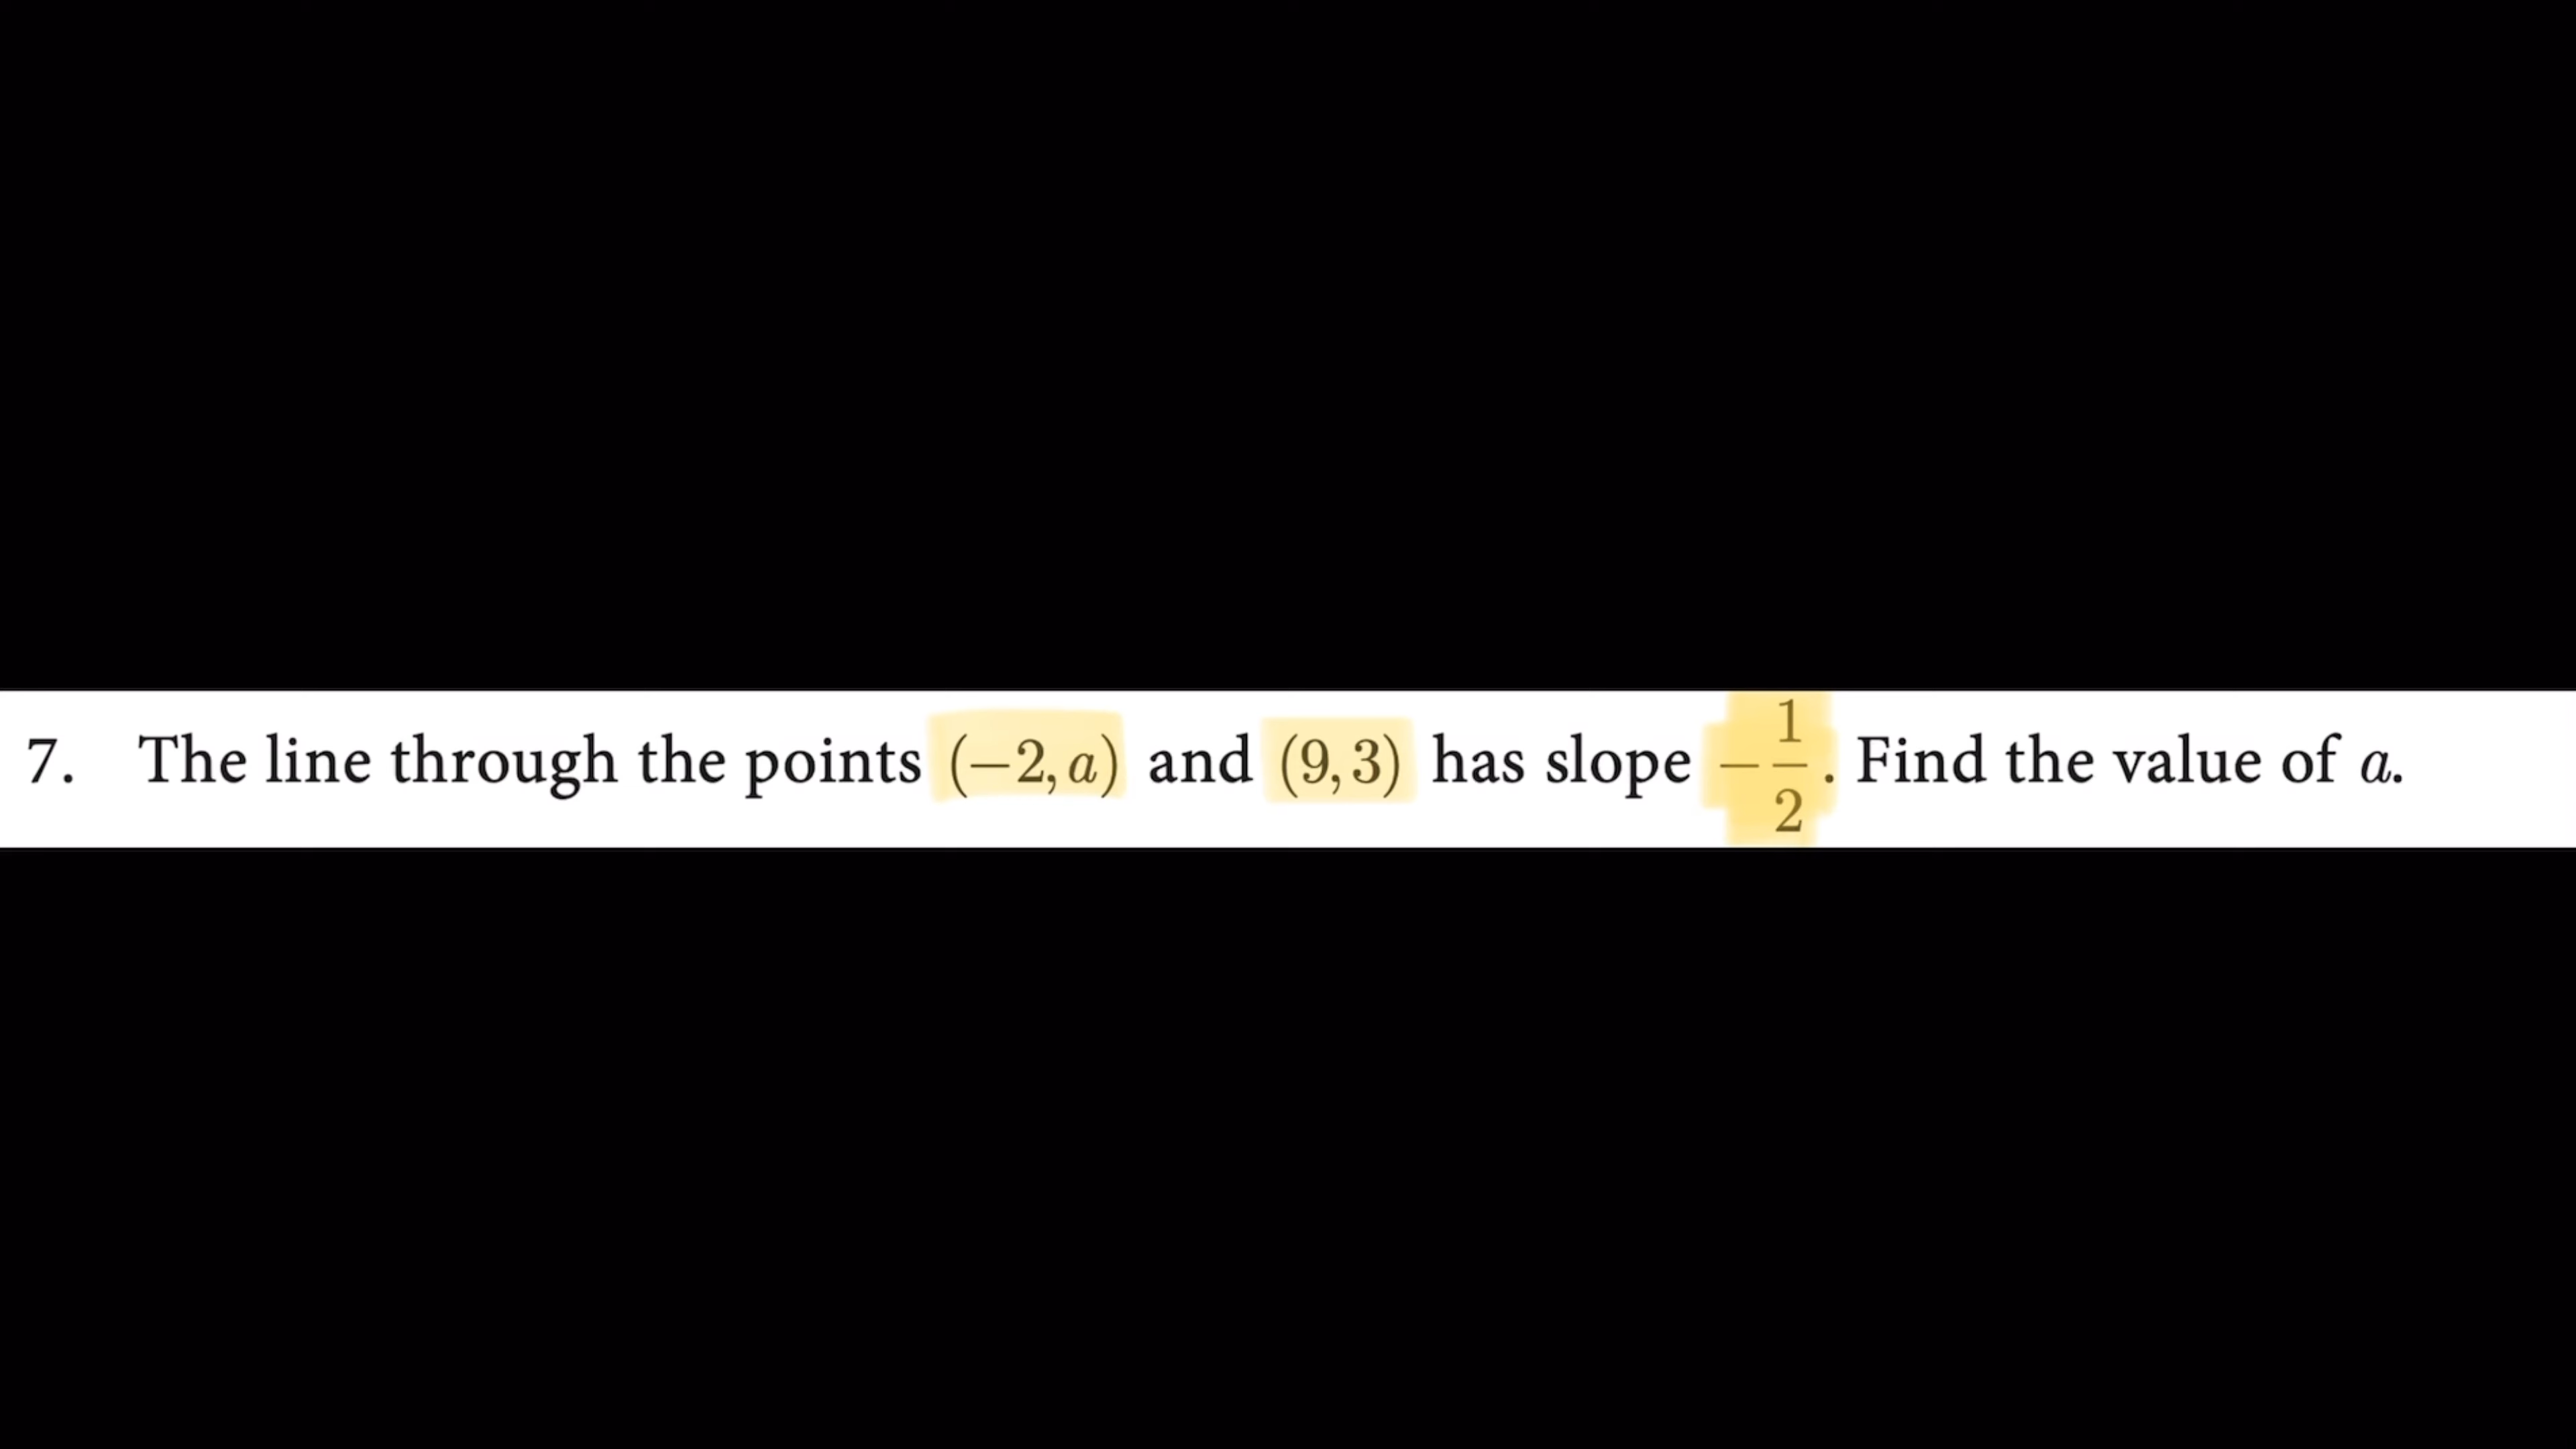 7. The line through the points (−2, a) and (9, 3) has slope −1/2. Find the value of a.